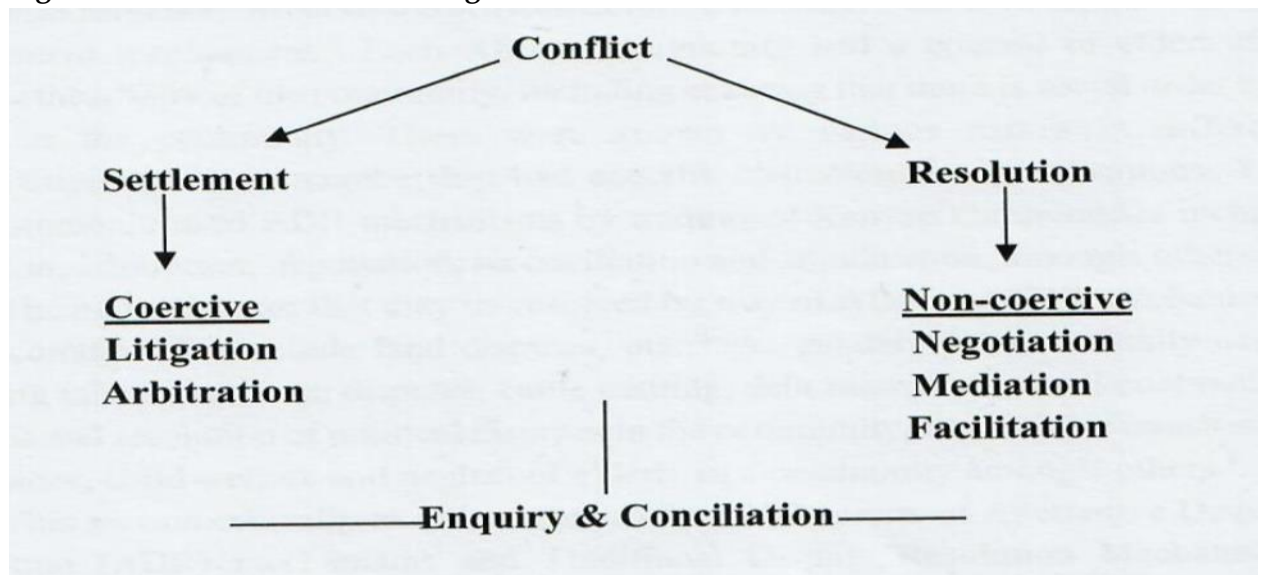 Conflict
Settlement
Resolution
Coercive
Litigation
Arbitration
Non-coercive
Negotiation
Mediation
Facilitation
Enquiry & Conciliation